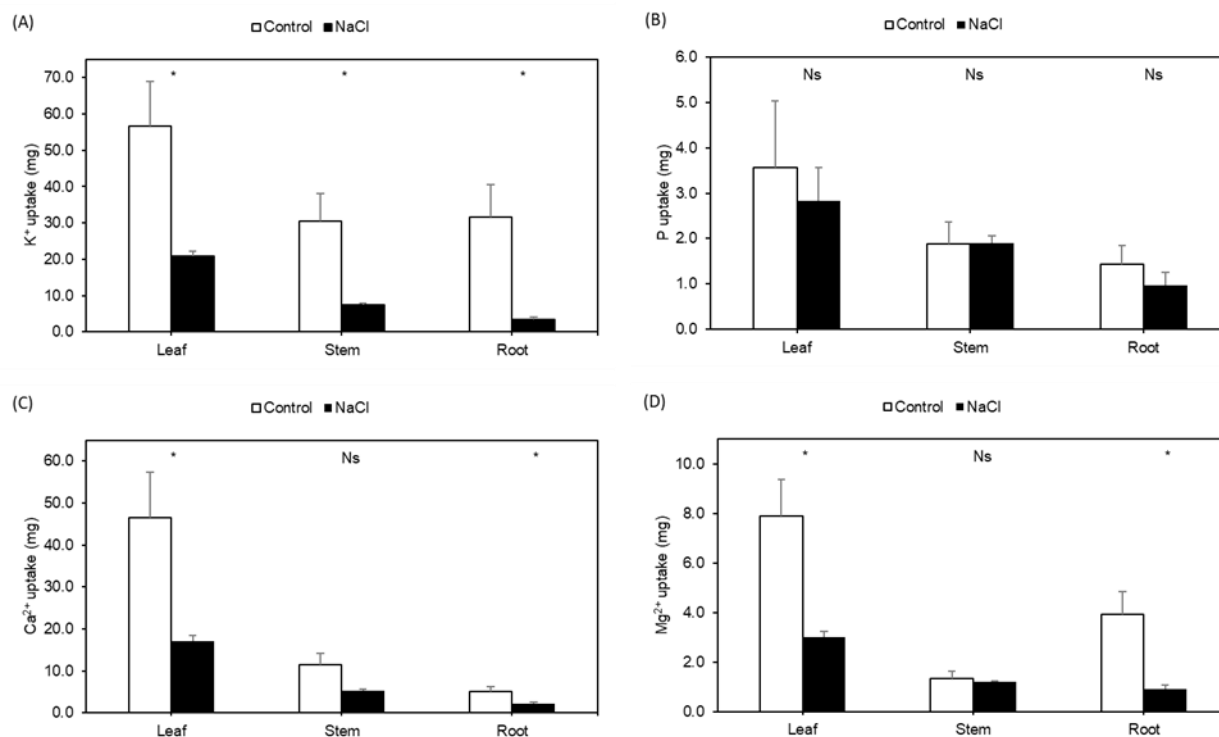 (A)
Control NaCl
K+ uptake (mg)
70.0
60.0
50.0
40.0
30.0
20.0
10.0
0.0
* * *
Leaf Stem Root
(B)
Control NaCl
P uptake (mg)
6.0
5.0
4.0
3.0
2.0
1.0
0.0
Ns Ns Ns
Leaf Stem Root
(C)
Control NaCl
Ca2+ uptake (mg)
60.0
50.0
40.0
30.0
20.0
10.0
0.0
* Ns *
Leaf Stem Root
(D)
Control NaCl
Mg2+ uptake (mg)
10.0
8.0
6.0
4.0
2.0
0.0
* Ns *
Leaf Stem Root